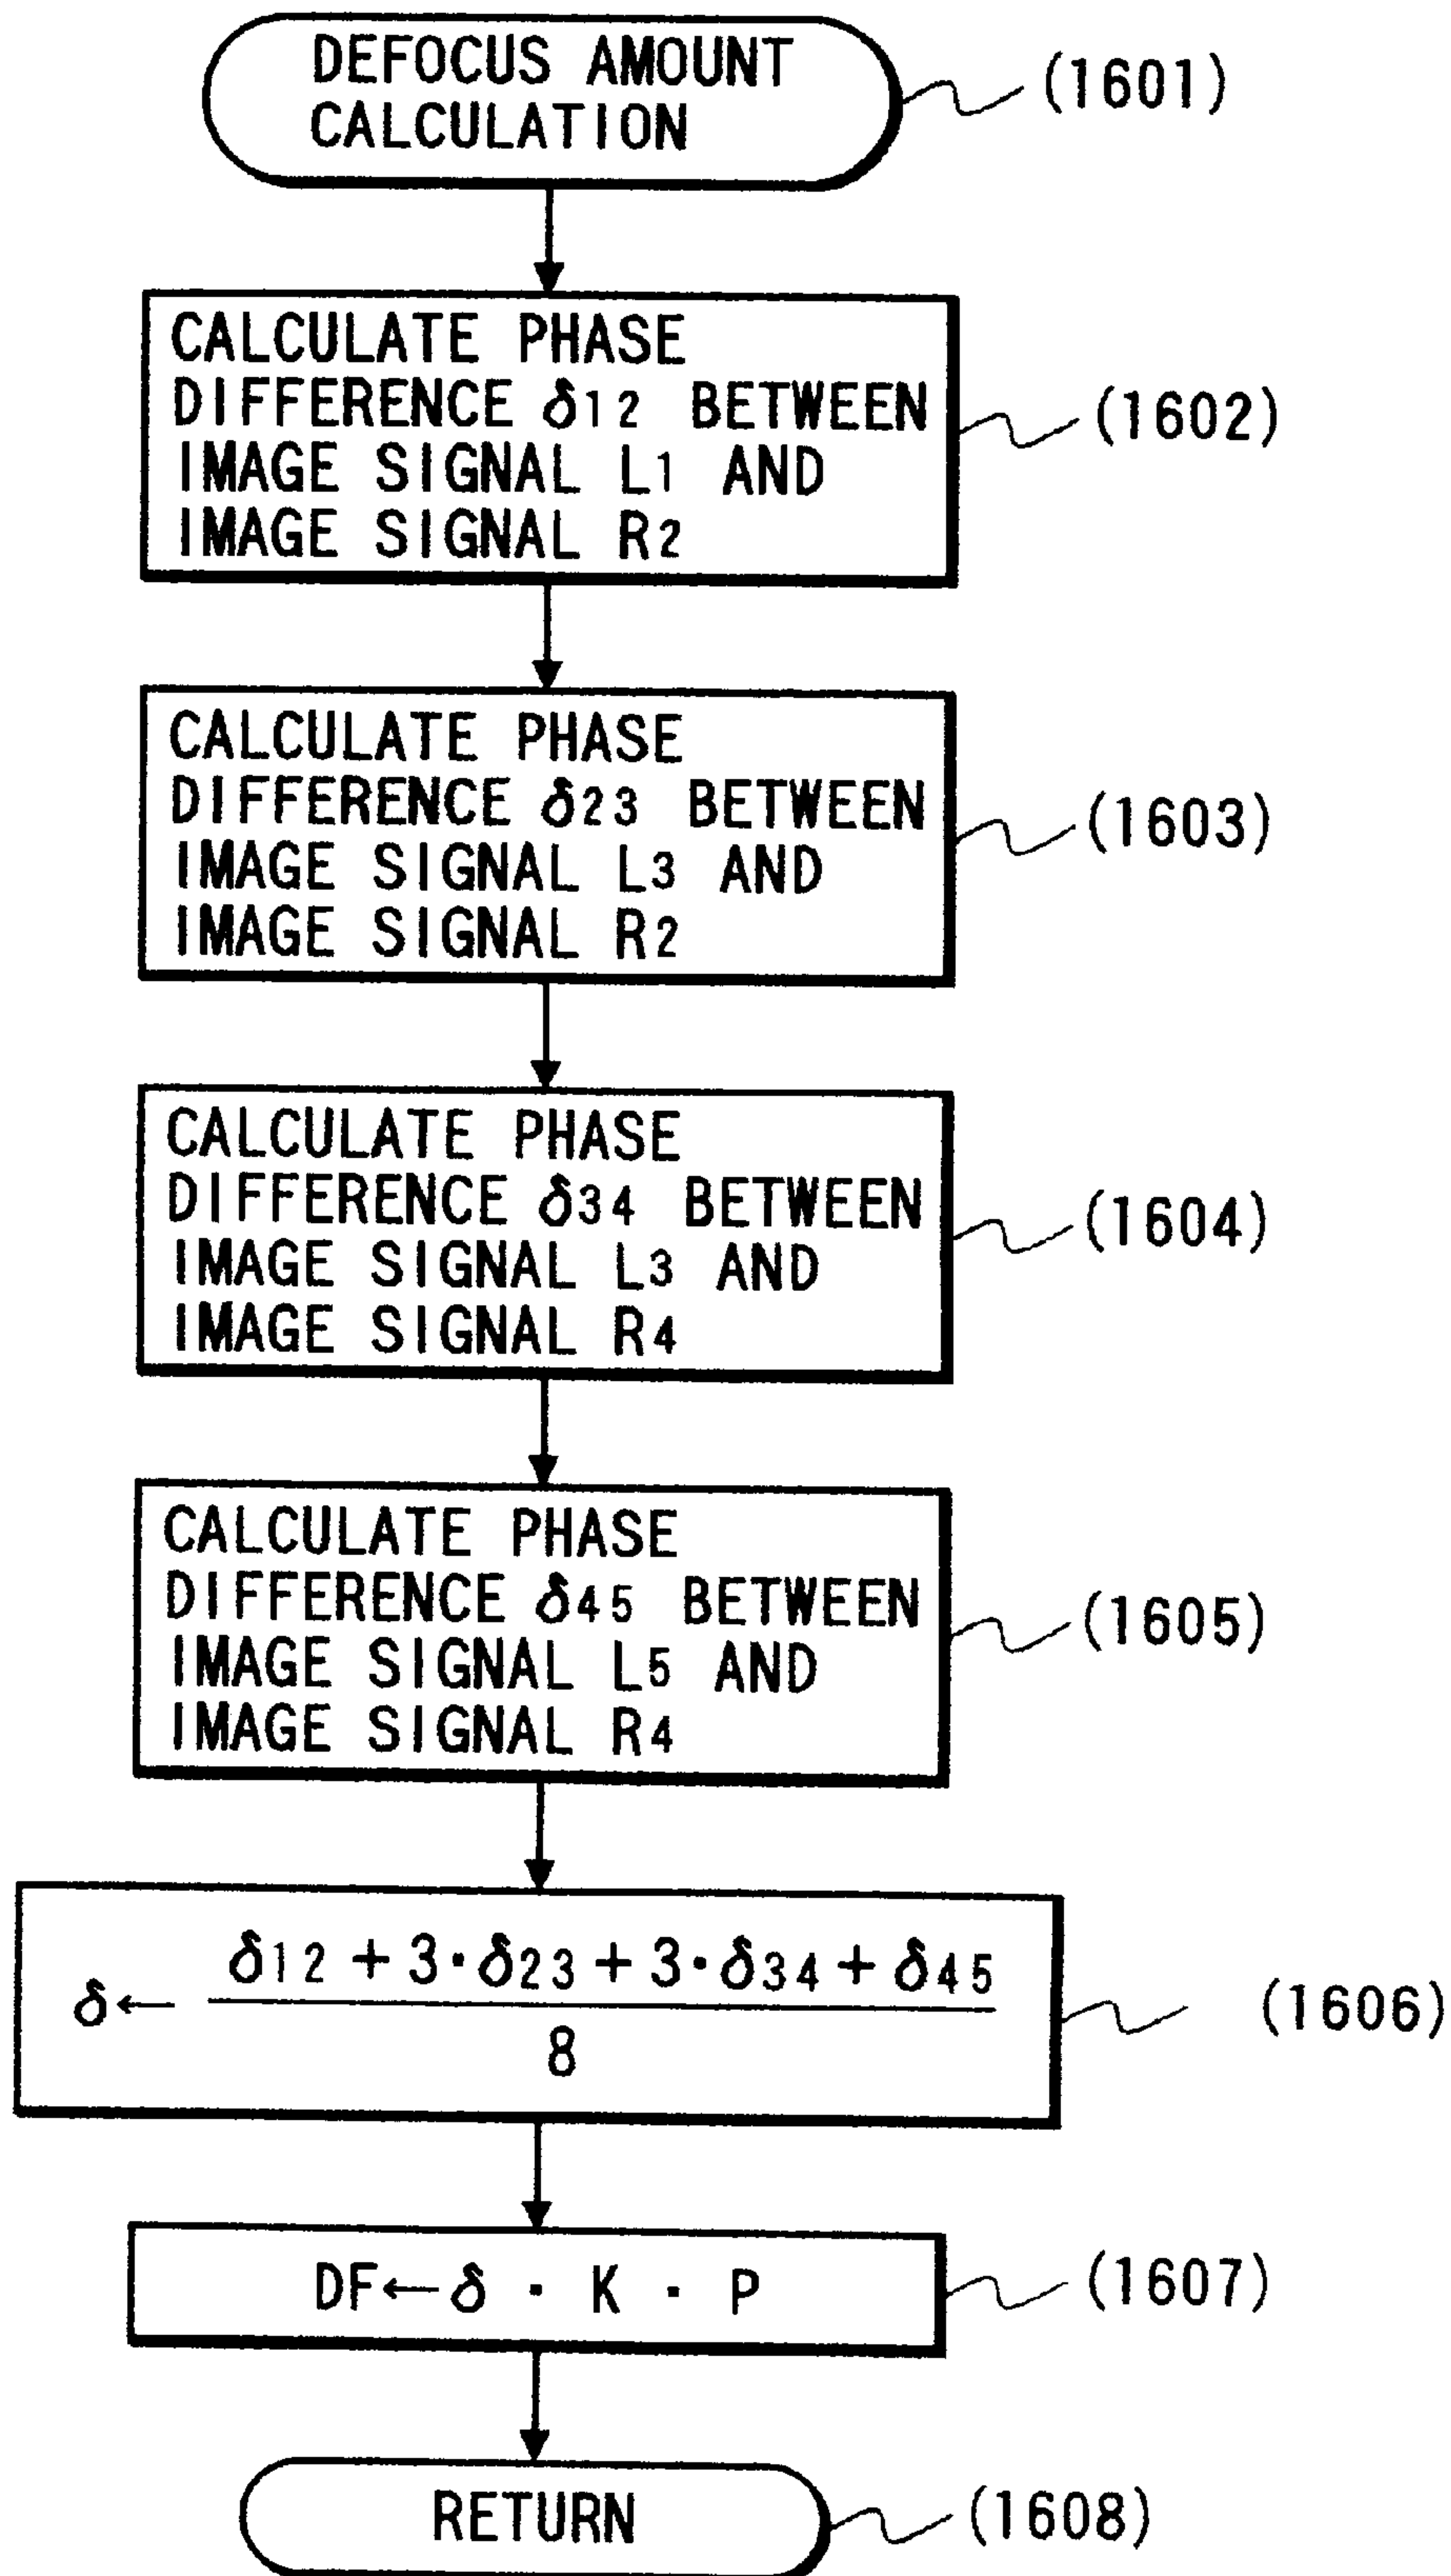 DEFOCUS AMOUNT
CALCULATION
(1601)
CALCULATE PHASE
DIFFERENCE δ12 BETWEEN
IMAGE SIGNAL L1 AND
IMAGE SIGNAL R2
(1602)
CALCULATE PHASE
DIFFERENCE δ23 BETWEEN
IMAGE SIGNAL L3 AND
IMAGE SIGNAL R2
(1603)
CALCULATE PHASE
DIFFERENCE δ34 BETWEEN
IMAGE SIGNAL L3 AND
IMAGE SIGNAL R4
(1604)
CALCULATE PHASE
DIFFERENCE δ45 BETWEEN
IMAGE SIGNAL L5 AND
IMAGE SIGNAL R4
(1605)
δ12 + 3·δ23 + 3·δ34 + δ45
δ←
8
(1606)
DF←δ · K · P
(1607)
RETURN
(1608)